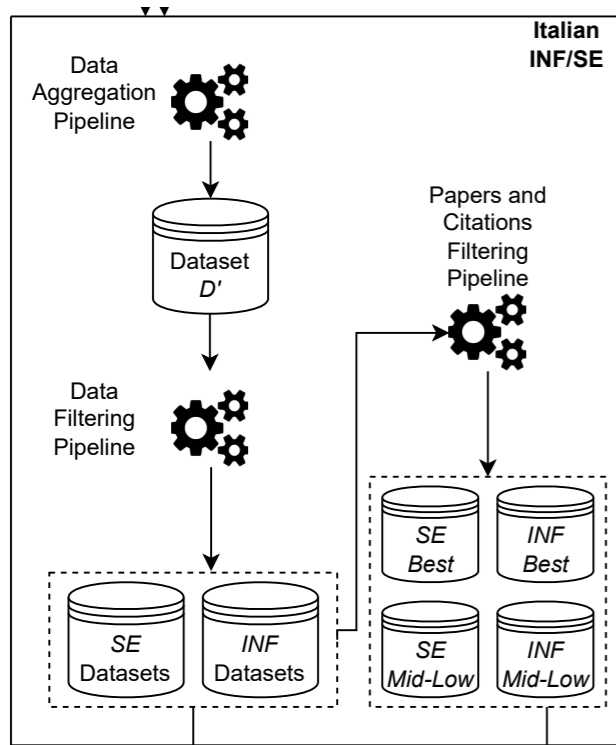 Italian
INF/SE
Data
Aggregation
Pipeline
Dataset
D'
Data
Filtering
Pipeline
SE
Datasets
INF
Datasets
Papers and
Citations
Filtering
Pipeline
SE
Best
INF
Best
SE
Mid-Low
INF
Mid-Low